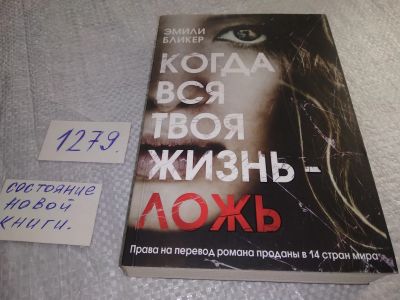 ЭМИЛИ
БЛИКЕР
КОГДА
ВСЯ
ТВОЯ
ЖИЗНЬ -
ЛОЖЬ
Права на перевод романа проданы в 14 стран мира
1279.
СОСТОЯНИЕ
НОВОЙ
КНИГИ.